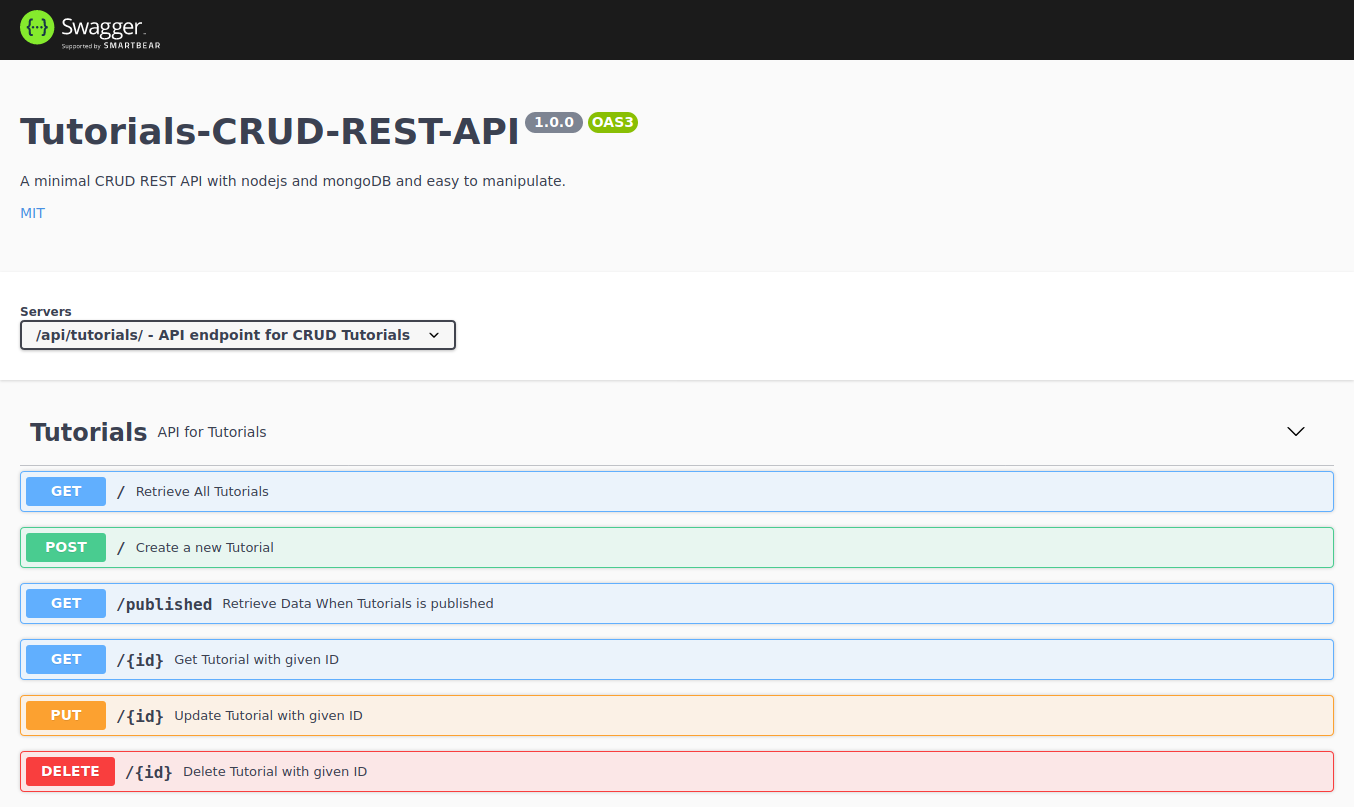 {···} Swagger
Supported by SMARTBEAR
Tutorials-CRUD-REST-API 1.0.0 OAS3
A minimal CRUD REST API with nodejs and mongoDB and easy to manipulate.
MIT
Servers
/api/tutorials/ - API endpoint for CRUD Tutorials
Tutorials API for Tutorials
GET / Retrieve All Tutorials
POST / Create a new Tutorial
GET /published Retrieve Data When Tutorials is published
GET /{id} Get Tutorial with given ID
PUT /{id} Update Tutorial with given ID
DELETE /{id} Delete Tutorial with given ID